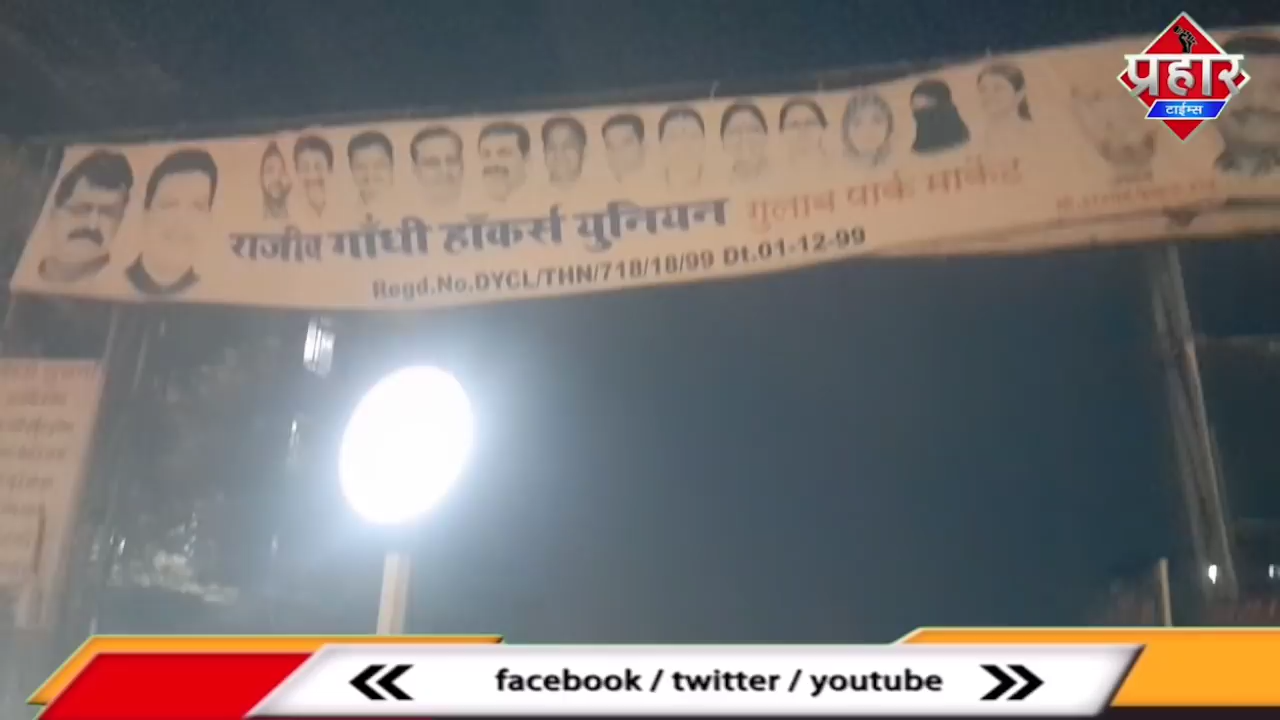 प्रहार
टाईम्स
राजीव गाँधी हॉकर्स युनियन गुलाब पार्क मार्केट
Regd.No.DYCL/THN/718/18/99 Dt.01-12-99
facebook / twitter / youtube